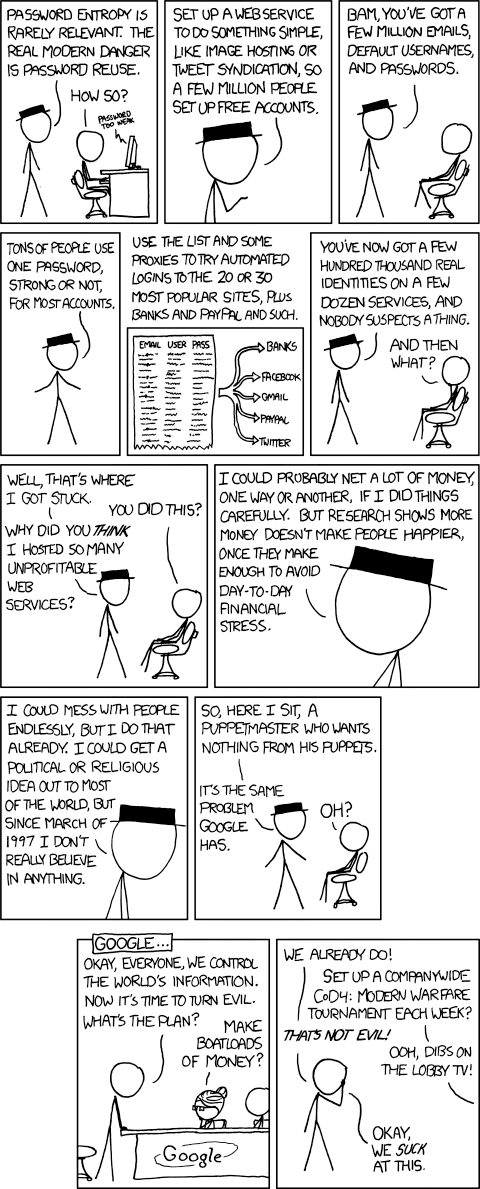 PASSWORD ENTROPY IS
RARELY RELEVANT. THE
REAL MODERN DANGER
IS PASSWORD REUSE.
HOW SO?
PASSWORD
TOO WEAK
SET UP A WEB SERVICE
TO DO SOMETHING SIMPLE,
LIKE IMAGE HOSTING OR
TWEET SYNDICATION, SO
A FEW MILLION PEOPLE
SET UP FREE ACCOUNTS.
BAM, YOU'VE GOT A
FEW MILLION EMAILS,
DEFAULT USERNAMES,
AND PASSWORDS.
TONS OF PEOPLE USE
ONE PASSWORD,
STRONG OR NOT,
FOR MOST ACCOUNTS.
USE THE LIST AND SOME
PROXIES TO TRY AUTOMATED
LOGINS TO THE 20 OR 30
MOST POPULAR SITES, PLUS
BANKS AND PAYPAL AND SUCH.
EMAIL USER PASS
BANKS
FACEBOOK
GMAIL
PAYPAL
TWITTER
YOU'VE NOW GOT A FEW
HUNDRED THOUSAND REAL
IDENTITIES ON A FEW
DOZEN SERVICES, AND
NOBODY SUSPECTS A THING.
AND THEN
WHAT?
WELL, THAT'S WHERE
I GOT STUCK.
YOU DID THIS?
WHY DID YOU THINK
I HOSTED SO MANY
UNPROFITABLE
WEB
SERVICES?
I COULD PROBABLY NET A LOT OF MONEY,
ONE WAY OR ANOTHER, IF I DID THINGS
CAREFULLY. BUT RESEARCH SHOWS MORE
MONEY DOESN'T MAKE PEOPLE HAPPIER,
ONCE THEY MAKE
ENOUGH TO AVOID
DAY-TO-DAY
FINANCIAL
STRESS.
I COULD MESS WITH PEOPLE
ENDLESSLY, BUT I DO THAT
ALREADY. I COULD GET A
POLITICAL OR RELIGIOUS
IDEA OUT TO MOST
OF THE WORLD, BUT
SINCE MARCH OF
1997 I DON'T
REALLY BELIEVE
IN ANYTHING.
SO, HERE I SIT, A
PUPPETMASTER WHO WANTS
NOTHING FROM HIS PUPPETS.
IT'S THE SAME
PROBLEM
GOOGLE
HAS.
OH?
GOOGLE...
OKAY, EVERYONE, WE CONTROL
THE WORLD'S INFORMATION.
NOW IT'S TIME TO TURN EVIL.
WHAT'S THE PLAN?
MAKE
BOATLOADS
OF MONEY?
Google
WE ALREADY DO!
SET UP A COMPANYWIDE
CoD4: MODERN WARFARE
TOURNAMENT EACH WEEK?
THAT'S NOT EVIL!
OOH, DIBS ON
THE LOBBY TV!
OKAY,
WE SUCK
AT THIS.